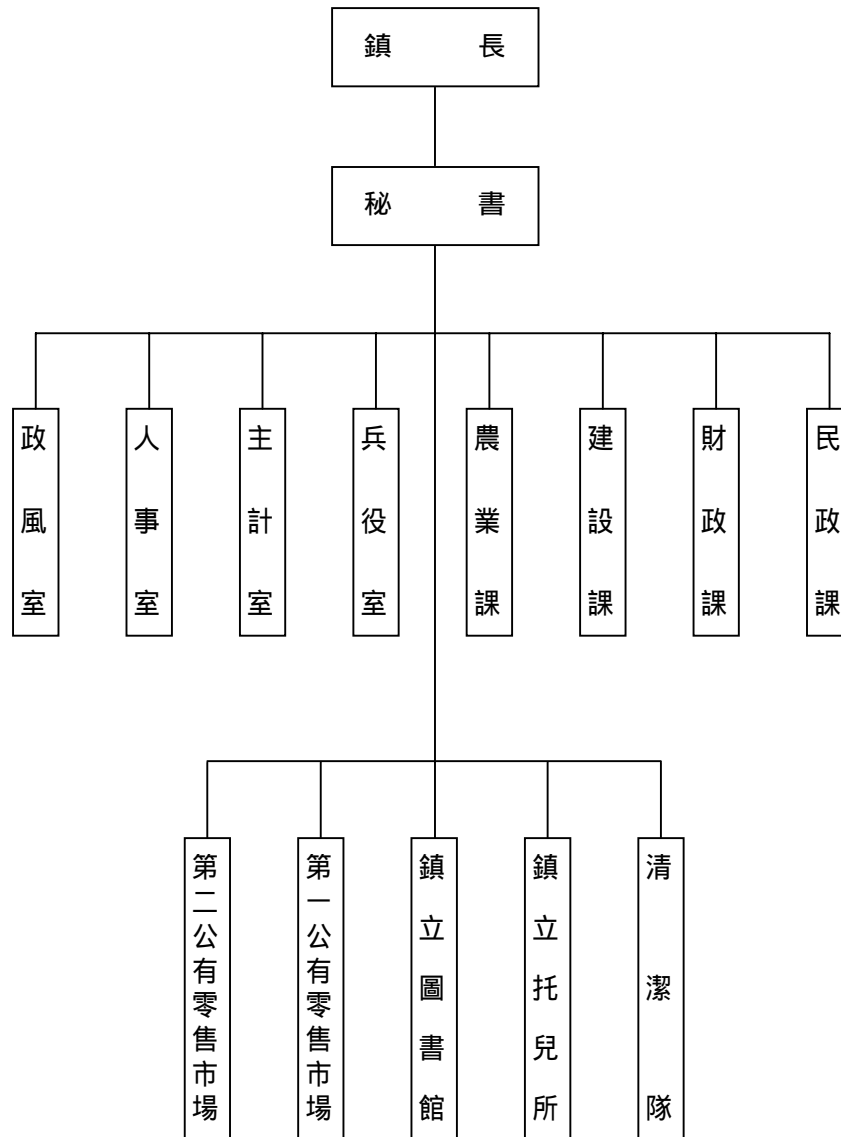 鎮長
秘書
政風室
人事室
主計室
兵役室
農業課
建設課
財政課
民政課
第二公有零售市場
第一公有零售市場
鎮立圖書館
鎮立托兒所
清潔隊